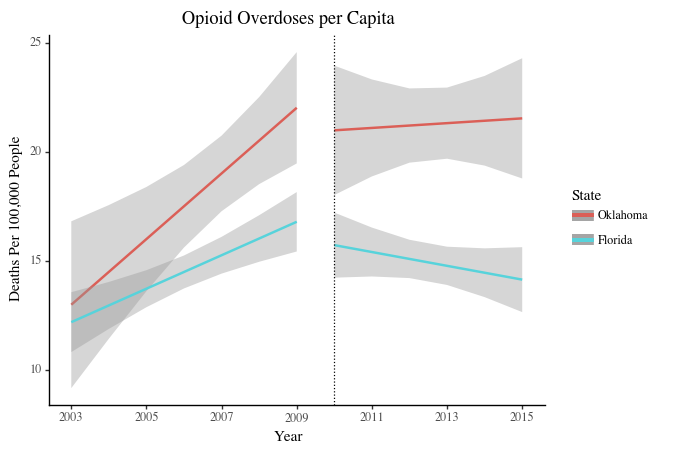 Opioid Overdoses per Capita
Deaths Per 100,000 People
25
20
15
10
2003 2005 2007 2009 2011 2013 2015
Year
State
Oklahoma
Florida